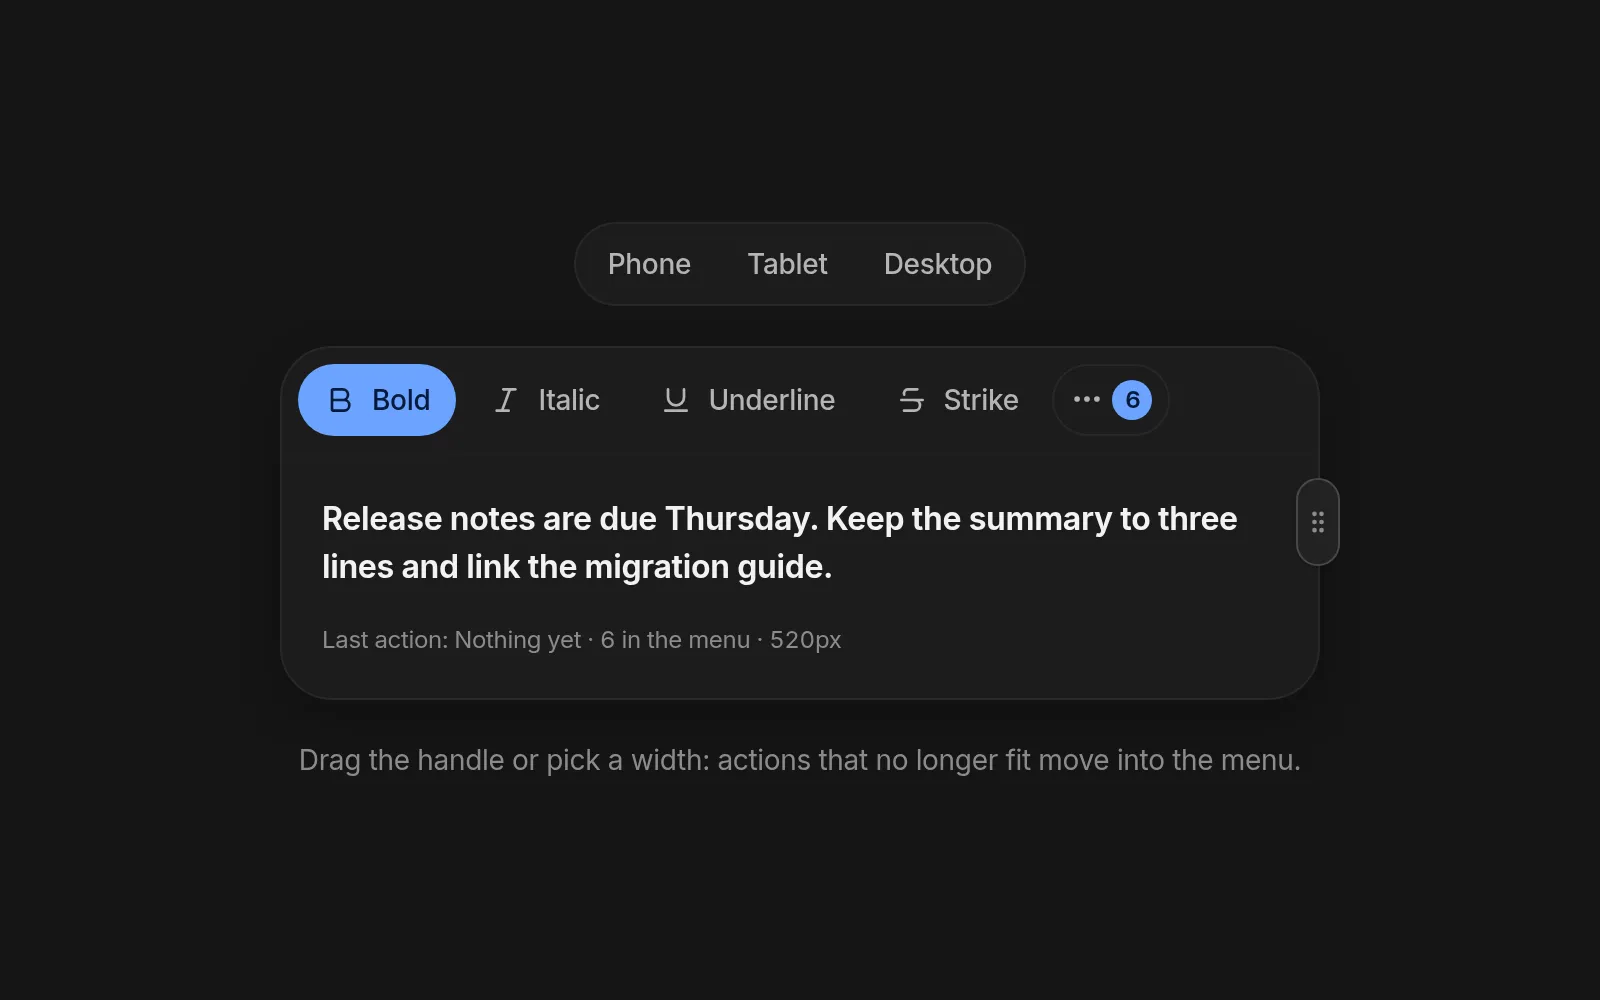 Phone Tablet Desktop
Bold Italic Underline Strike ••• 6
Release notes are due Thursday. Keep the summary to three
lines and link the migration guide.
Last action: Nothing yet · 6 in the menu · 520px
Drag the handle or pick a width: actions that no longer fit move into the menu.